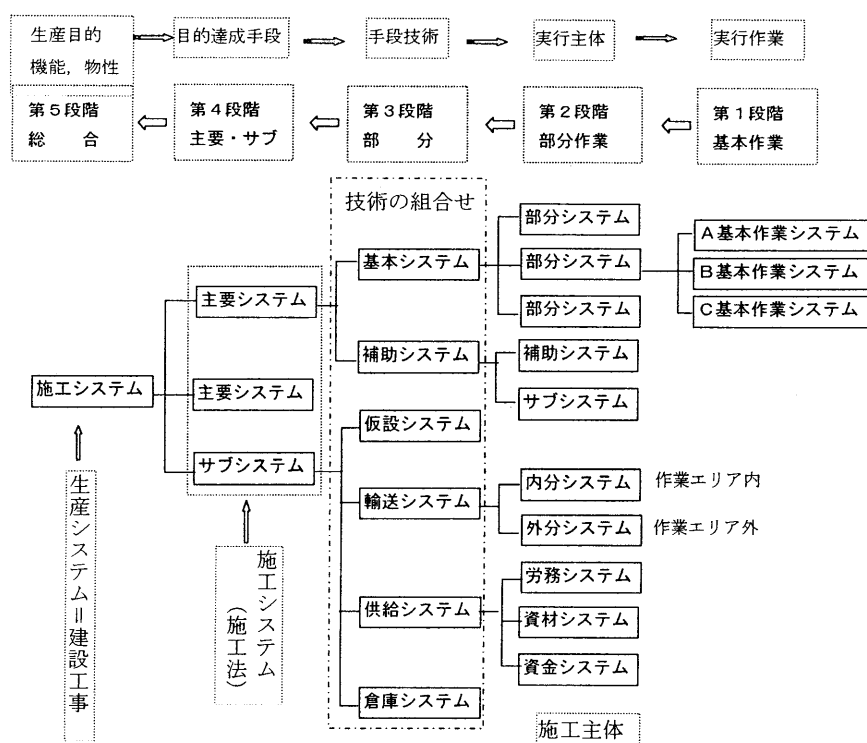 生産目的
機能，物性
目的達成手段
手段技術
実行主体
実行作業
第５段階
総　合
第４段階
主要・サブ
第３段階
部　分
第２段階
部分作業
第１段階
基本作業
技術の組合せ
施工システム
主要システム
主要システム
サブシステム
基本システム
補助システム
仮設システム
輸送システム
供給システム
倉庫システム
部分システム
部分システム
部分システム
補助システム
サブシステム
内分システム
作業エリア内
外分システム
作業エリア外
労務システム
資材システム
資金システム
Ａ基本作業システム
Ｂ基本作業システム
Ｃ基本作業システム
生産システム＝建設工事
施工システム
（施工法）
施工主体